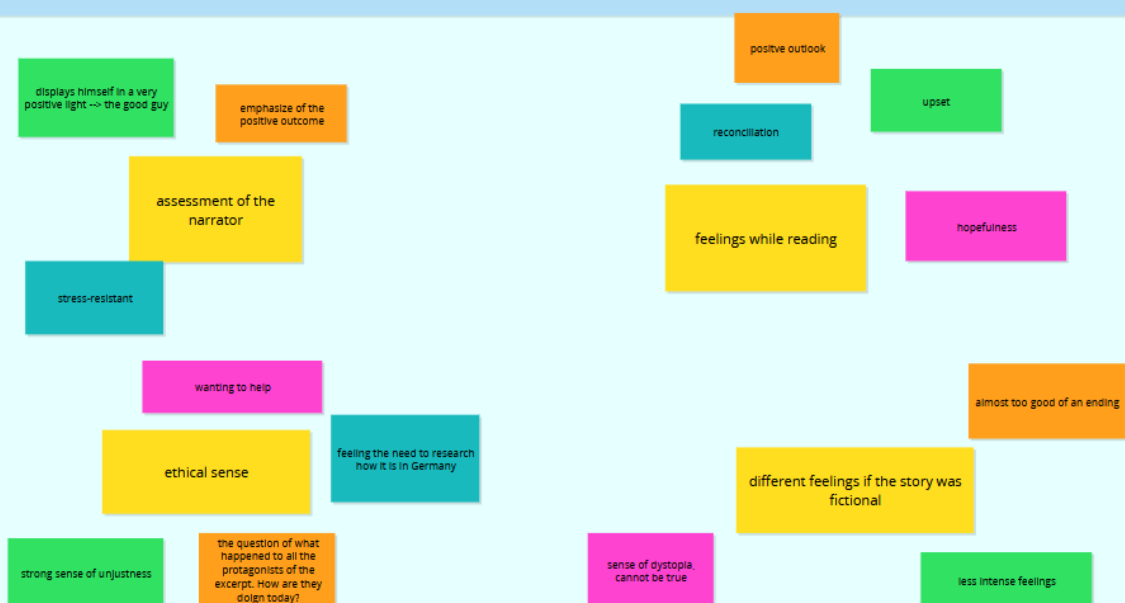 displays himself in a very
positive light --> the good guy
emphasize of the
positive outcome
assessment of the
narrator
stress-resistant
positve outlook
upset
reconciliation
feelings while reading
hopefulness
wanting to help
ethical sense
feeling the need to research
how it is in Germany
strong sense of unjustness
the question of what
happened to all the
protagonists of the
excerpt. How are they
doign today?
almost too good of an ending
different feelings if the story was
fictional
sense of dystopia,
cannot be true
less intense feelings